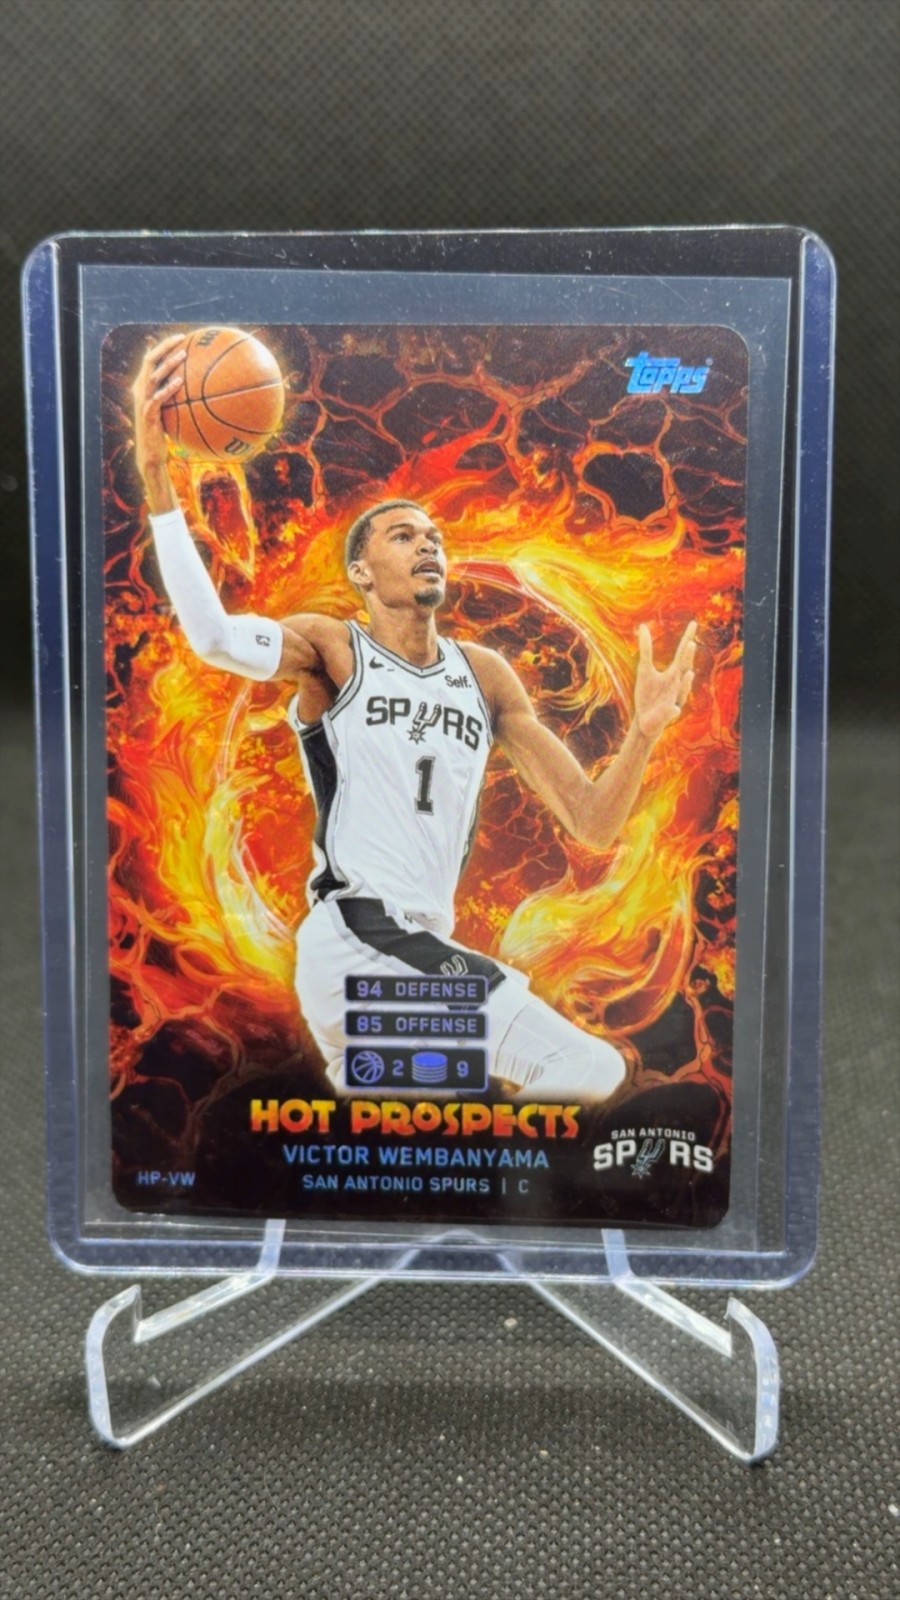 Topps
Self.
SPURS
1
94 DEFENSE
85 OFFENSE
2 9
HOT PROSPECTS
VICTOR WEMBANYAMA
SAN ANTONIO SPURS | C
HP-VW
SAN ANTONIO
SPURS